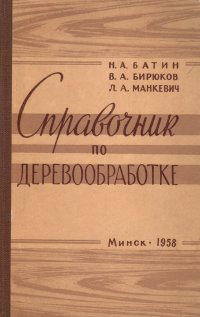 Н. А. БАТИН
В. А. БИРЮКОВ
Л. А. МАНКЕВИЧ
Справочник
ПО
ДЕРЕВООБРАБОТКЕ
МИНСК · 1958